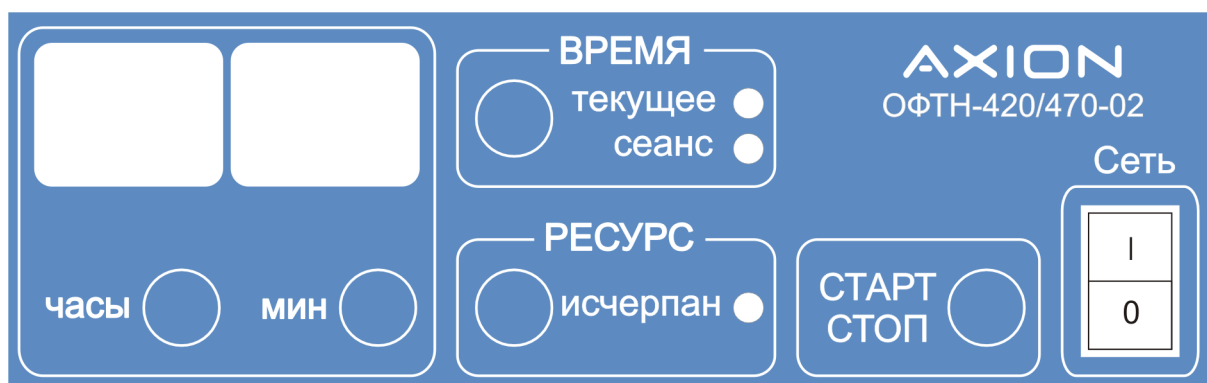 ВРЕМЯ
текущее
сеанс
AXION
ОФТН-420/470-02
Сеть
I
0
часы
мин
РЕСУРС
исчерпан
СТАРТ
СТОП